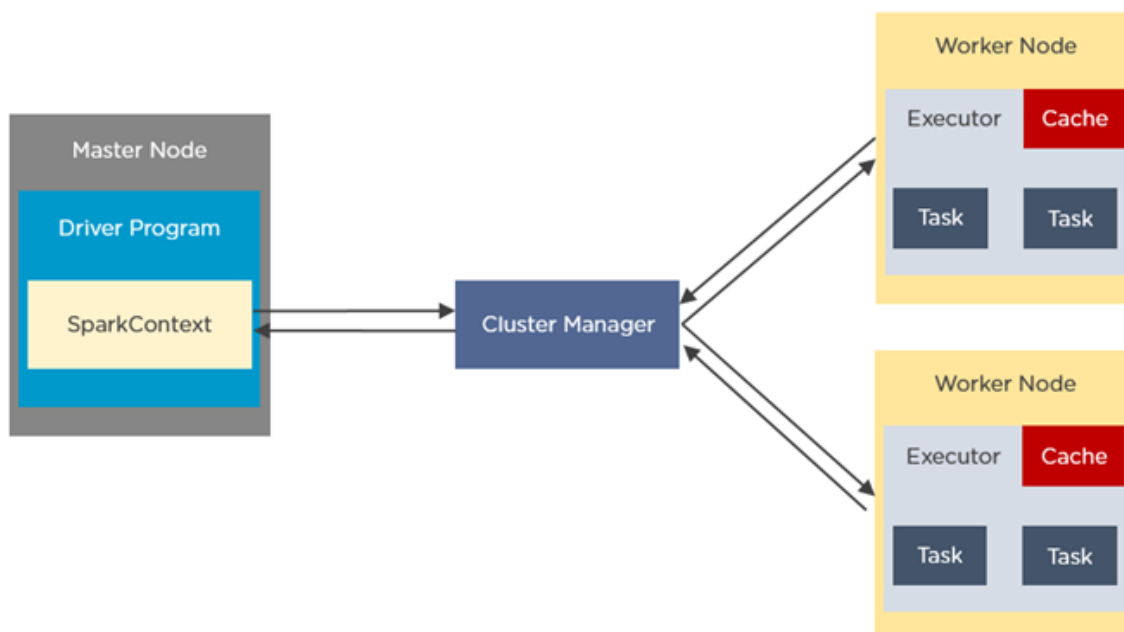 Master Node
Driver Program
SparkContext
Cluster Manager
Worker Node
Executor
Cache
Task
Task
Worker Node
Executor
Cache
Task
Task